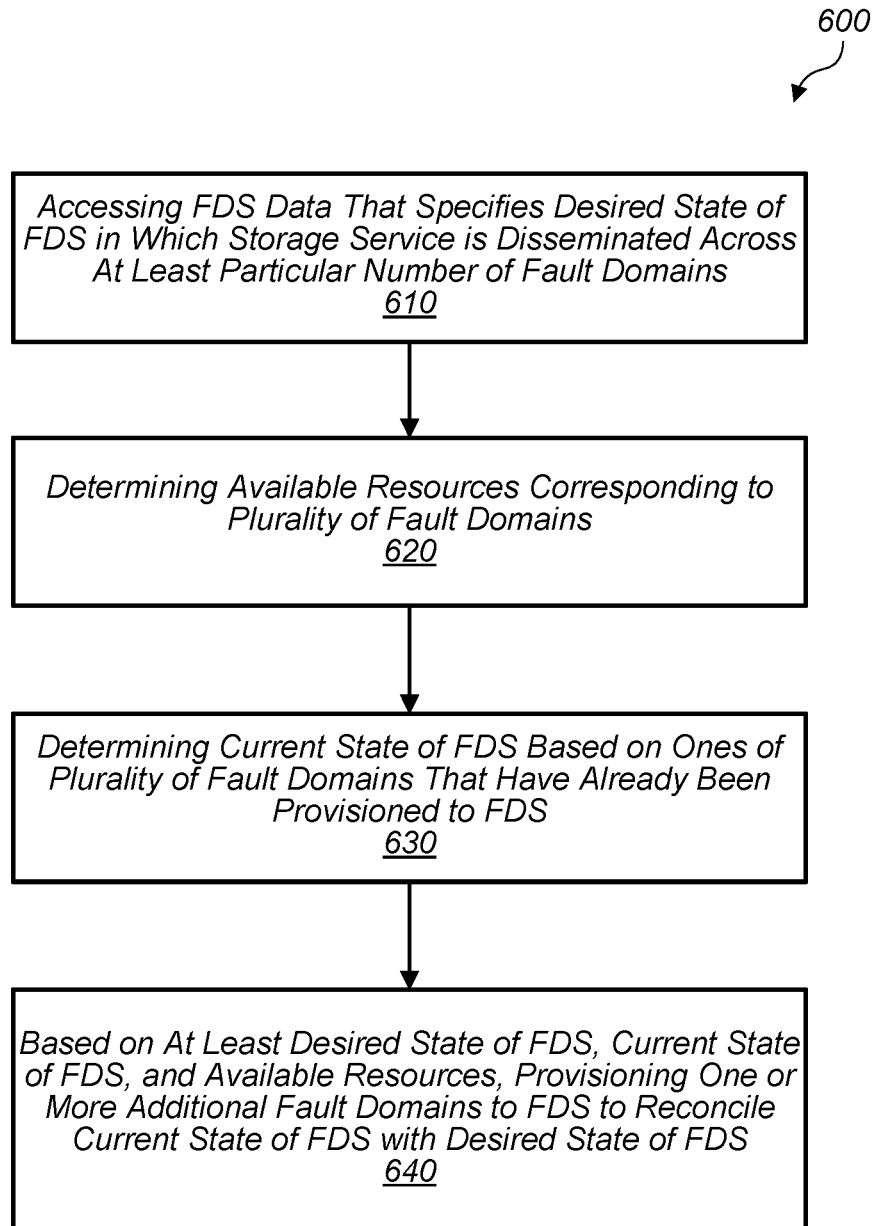 600
Accessing FDS Data That Specifies Desired State of
FDS in Which Storage Service is Disseminated Across
At Least Particular Number of Fault Domains
610
Determining Available Resources Corresponding to
Plurality of Fault Domains
620
Determining Current State of FDS Based on Ones of
Plurality of Fault Domains That Have Already Been
Provisioned to FDS
630
Based on At Least Desired State of FDS, Current State
of FDS, and Available Resources, Provisioning One or
More Additional Fault Domains to FDS to Reconcile
Current State of FDS with Desired State of FDS
640